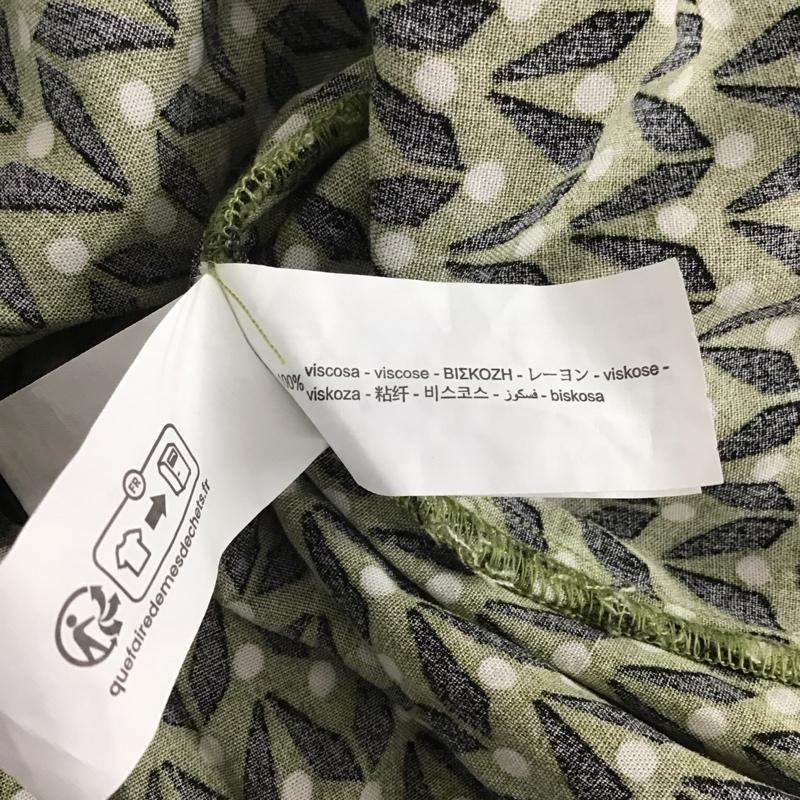 100% viscosa - viscose - ΒΙΣΚΟΖΗ - レーヨン - viskose -
viskoza - 粘纤 - 비스코스 - فسكوز - biskosa
FR
quefairedemesdechets.fr